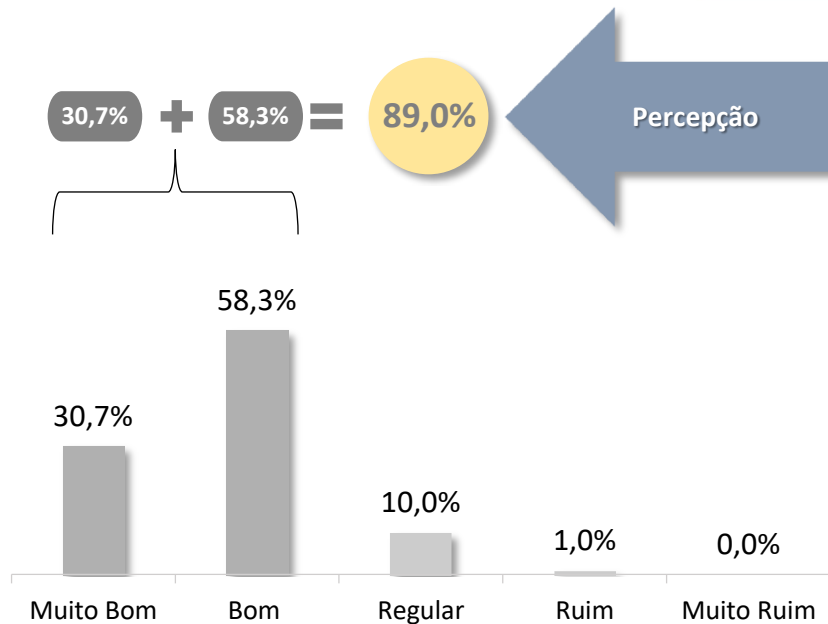 30,7% + 58,3% = 89,0% Percepção
58,3%
30,7%
10,0%
1,0%
0,0%
Muito Bom Bom Regular Ruim Muito Ruim